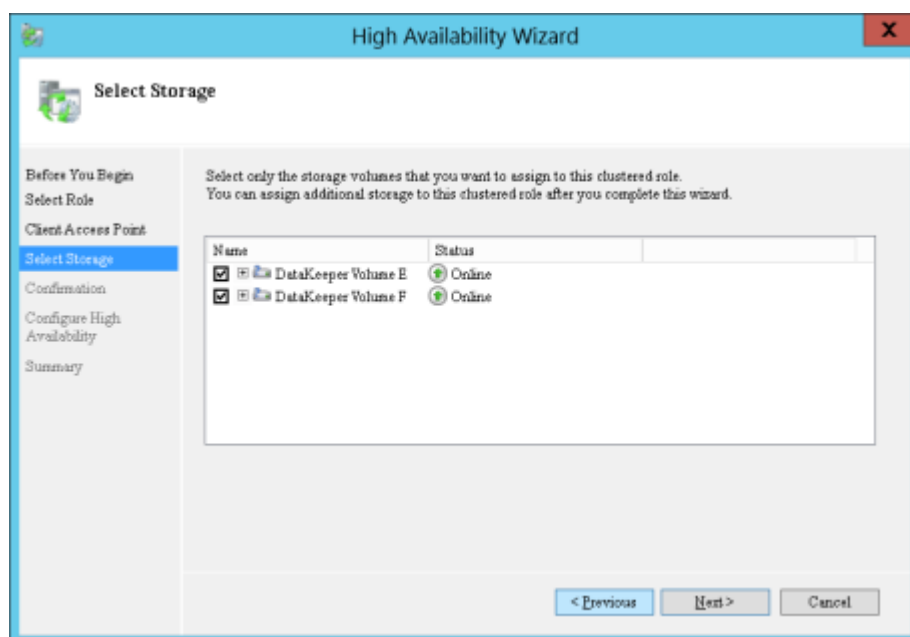 High Availability Wizard
X
Select Storage
Before You Begin
Select Role
Client Access Point
Select Storage
Confirmation
Configure High
Availability
Summary
Select only the storage volumes that you want to assign to this clustered role.
You can assign additional storage to this clustered role after you complete this wizard.
Name Status
DataKeeper Volume E Online
DataKeeper Volume F Online
< Previous Next > Cancel